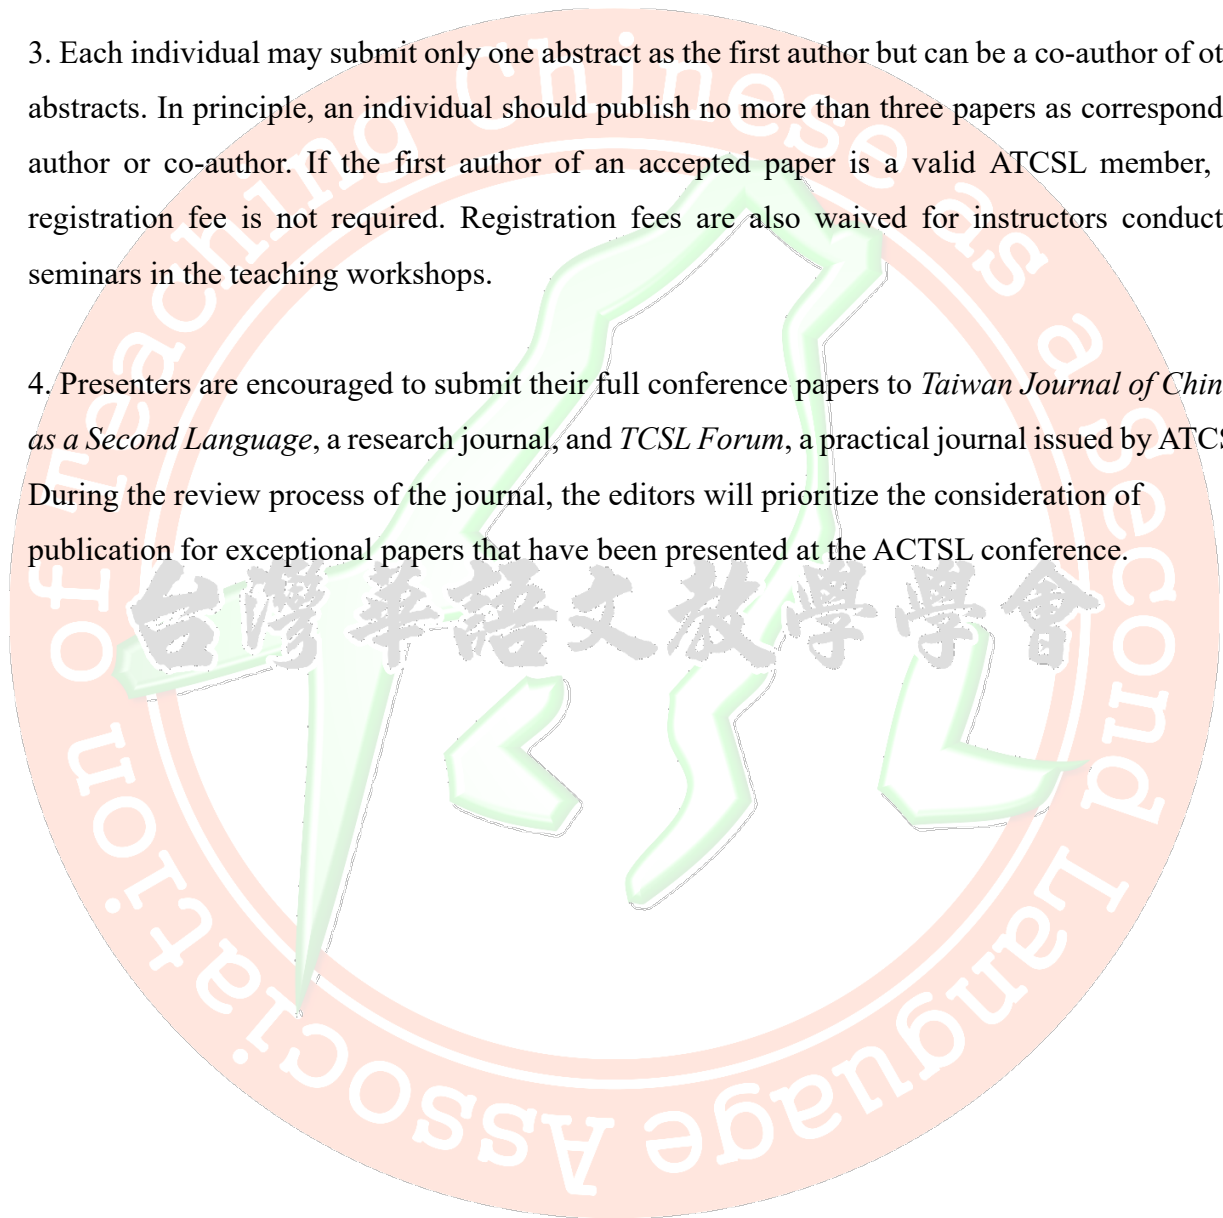 3. Each individual may submit only one abstract as the first author but can be a co-author of ot
abstracts. In principle, an individual should publish no more than three papers as correspond
author or co-author. If the first author of an accepted paper is a valid ATCSL member,
registration fee is not required. Registration fees are also waived for instructors conduct
seminars in the teaching workshops.
4. Presenters are encouraged to submit their full conference papers to Taiwan Journal of Chin
as a Second Language, a research journal, and TCSL Forum, a practical journal issued by ATCS
During the review process of the journal, the editors will prioritize the consideration of
publication for exceptional papers that have been presented at the ACTSL conference.
台灣華語文教學學會
Association of Teaching Chinese as a Second Language